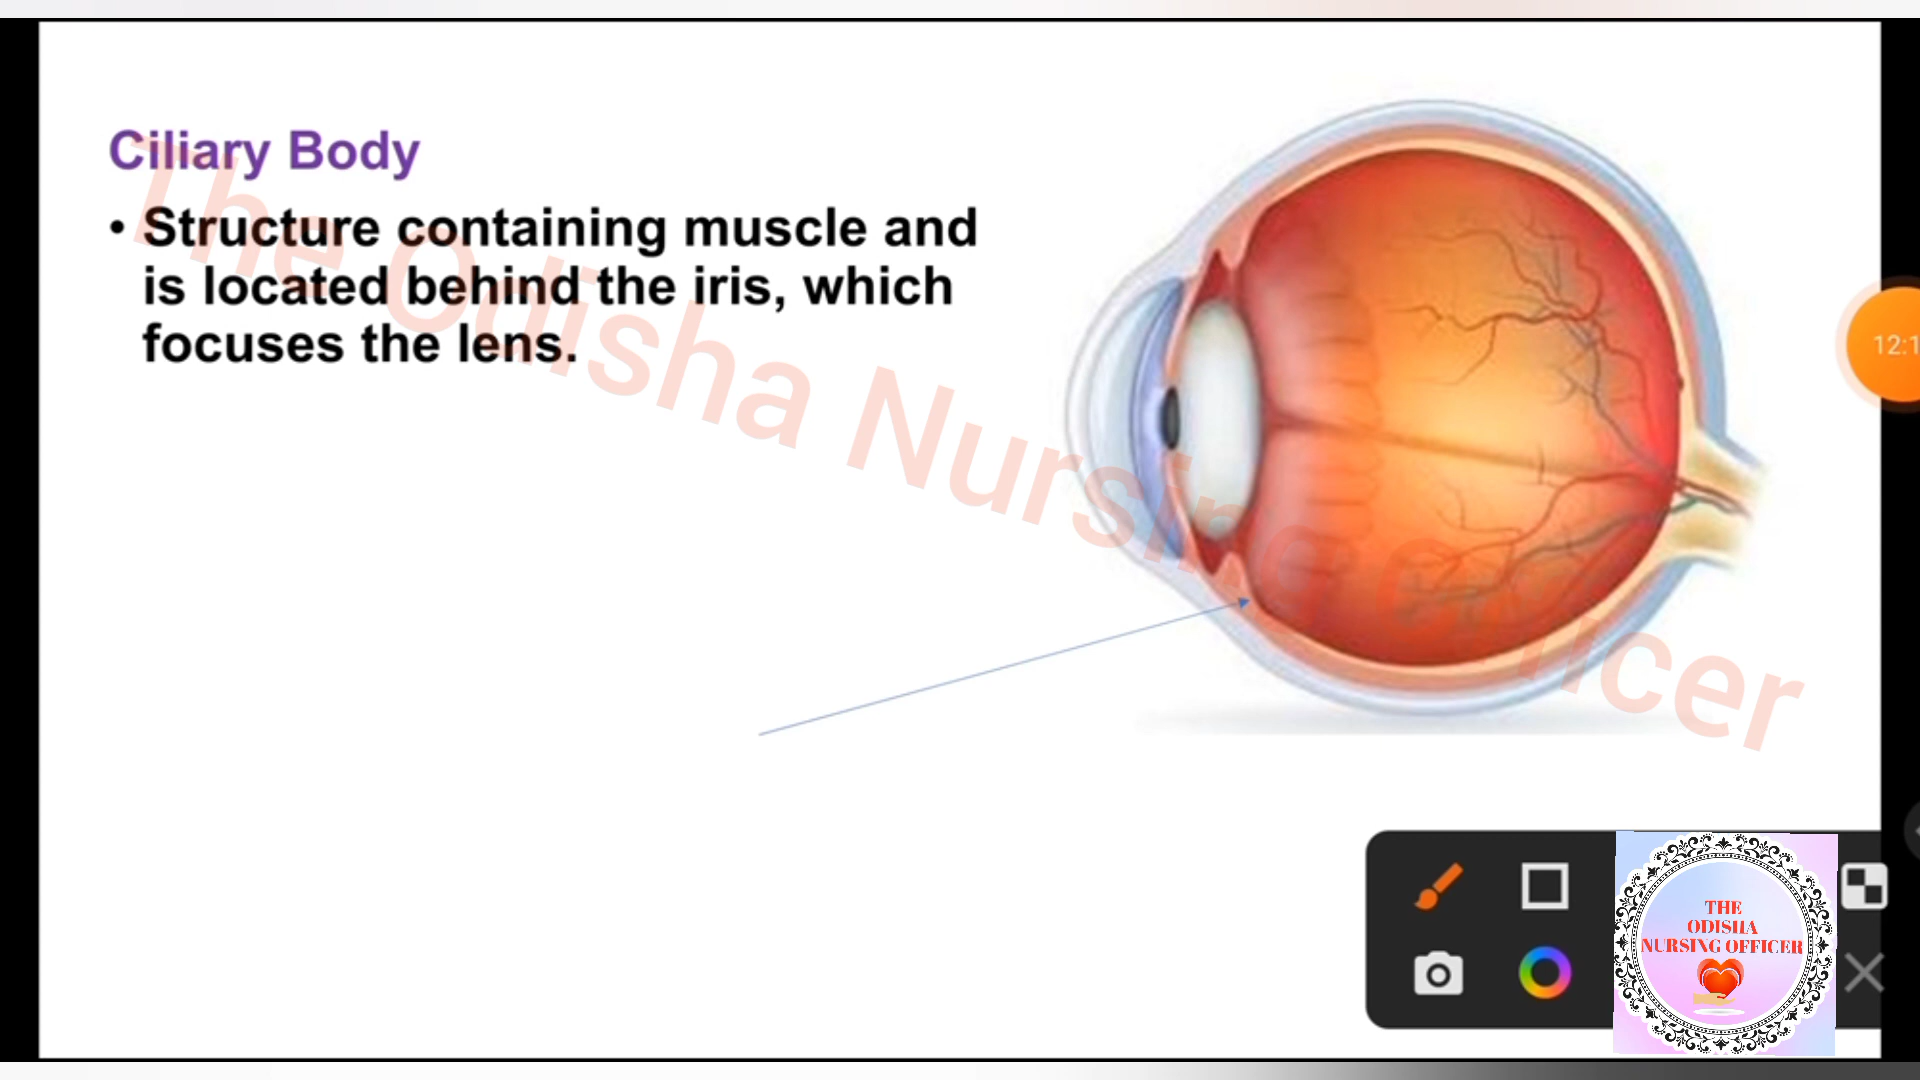 Ciliary Body
• Structure containing muscle and
is located behind the iris, which
focuses the lens.
The Odisha Nursing Officer
12:1
THE
ODISHA
NURSING OFFICER